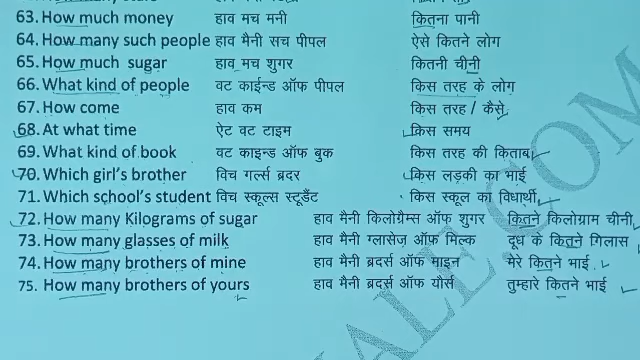 63. How much money हाव मच मनी कितना पानी
64. How many such people हाव मैनी सच पीपल ऐसे कितने लोग
65. How much sugar हाव मच शुगर कितनी चीनी
66. What kind of people वट काईन्ड ऑफ पीपल किस तरह के लोग
67. How come हाव कम किस तरह / कैसे
68. At what time ऐट वट टाइम किस समय
69. What kind of book वट काइन्ड ऑफ बुक किस तरह की किताब
70. Which girl's brother विच गर्ल्स ब्रदर किस लड़की का भाई
71. Which school's student विच स्कूल्स स्टूडैंट किस स्कूल का विधार्थी
72. How many Kilograms of sugar हाव मैनी किलोग्रैम्स ऑफ शुगर कितने किलोग्राम चीनी
73. How many glasses of milk हाव मैनी ग्लासेज़ ऑफ़ मिल्क दूध के कितने गिलास
74. How many brothers of mine हाव मैनी ब्रदर्स ऑफ माइन मेरे कितने भाई
75. How many brothers of yours हाव मैनी ब्रदर्स ऑफ यौर्स तुम्हारे कितने भाई